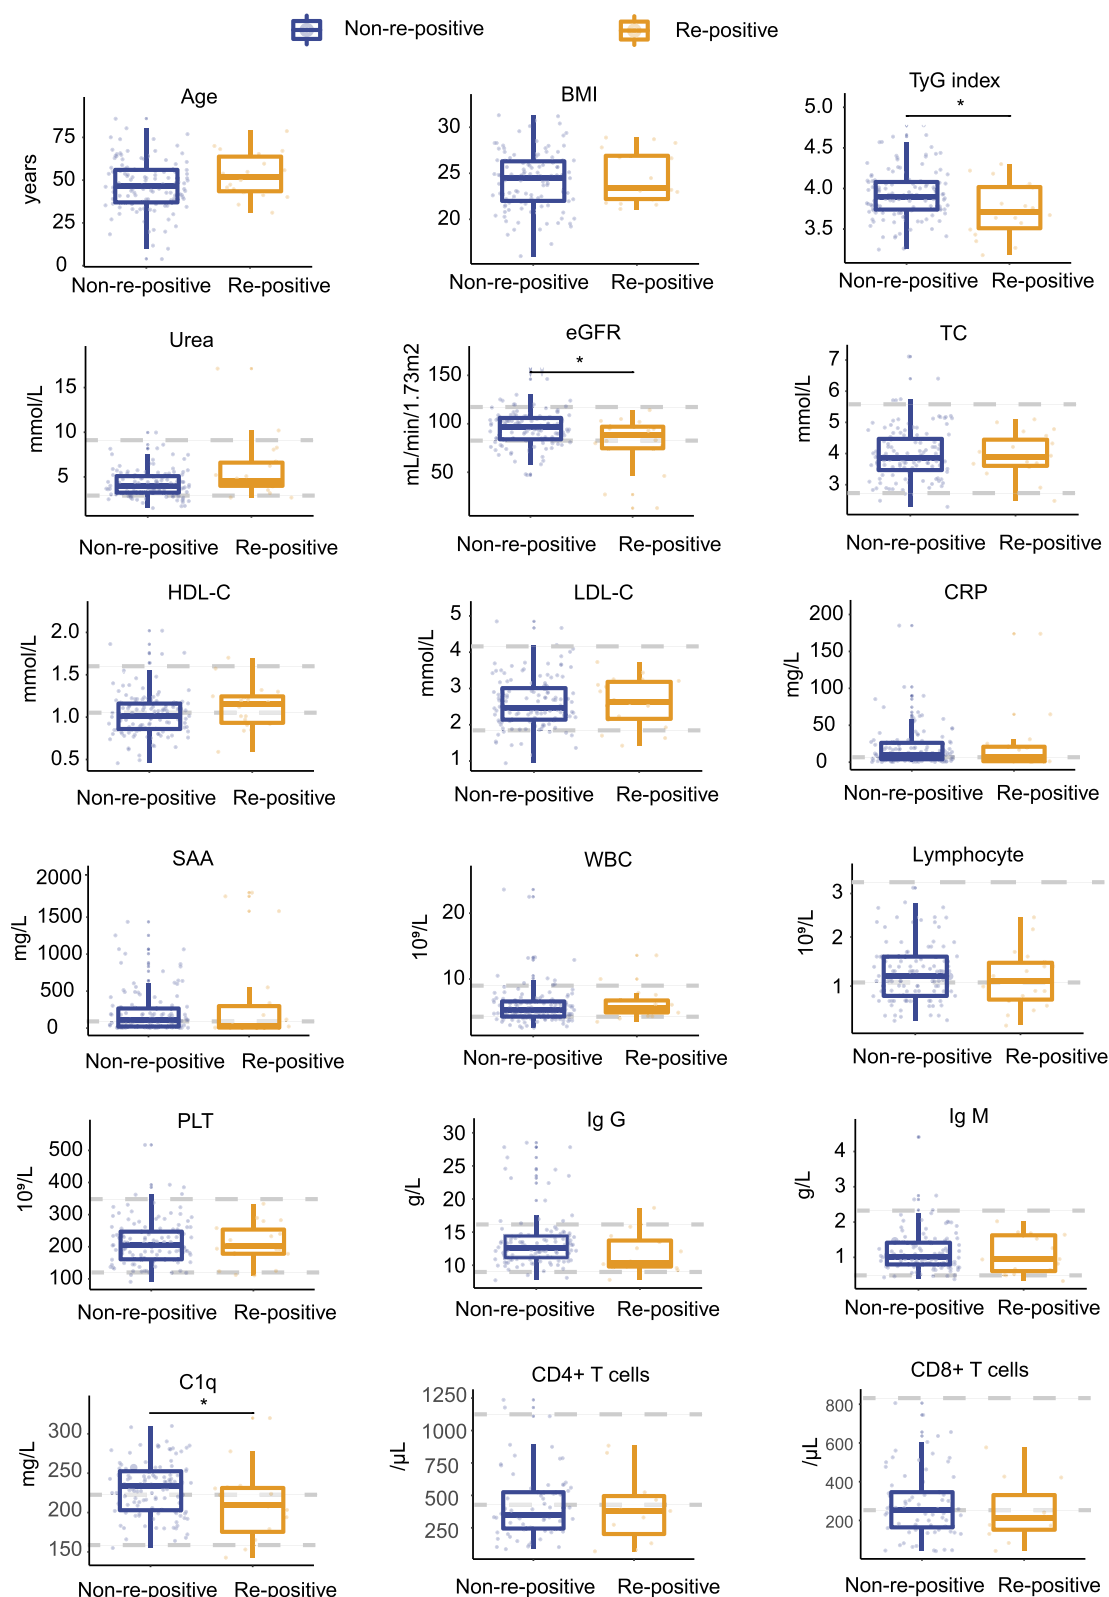 Non-re-positive Re-positive
Age
years
75
50
25
0
Non-re-positive Re-positive
BMI
30
25
20
Non-re-positive Re-positive
TyG index
*
5.0
4.5
4.0
3.5
Non-re-positive Re-positive
Urea
mmol/L
15
10
5
Non-re-positive Re-positive
eGFR
*
mL/min/1.73m2
150
100
50
Non-re-positive Re-positive
TC
mmol/L
7
6
5
4
3
Non-re-positive Re-positive
HDL-C
mmol/L
2.0
1.5
1.0
0.5
Non-re-positive Re-positive
LDL-C
mmol/L
5
4
3
2
1
Non-re-positive Re-positive
CRP
mg/L
200
150
100
50
0
Non-re-positive Re-positive
SAA
mg/L
2000
1500
1000
500
0
Non-re-positive Re-positive
WBC
10⁹/L
20
10
Non-re-positive Re-positive
Lymphocyte
10⁹/L
3
2
1
Non-re-positive Re-positive
PLT
10⁹/L
500
400
300
200
100
Non-re-positive Re-positive
Ig G
g/L
30
25
20
15
10
Non-re-positive Re-positive
Ig M
g/L
4
3
2
1
Non-re-positive Re-positive
C1q
*
mg/L
300
250
200
150
Non-re-positive Re-positive
CD4+ T cells
/μL
1250
1000
750
500
250
Non-re-positive Re-positive
CD8+ T cells
/μL
800
600
400
200
Non-re-positive Re-positive